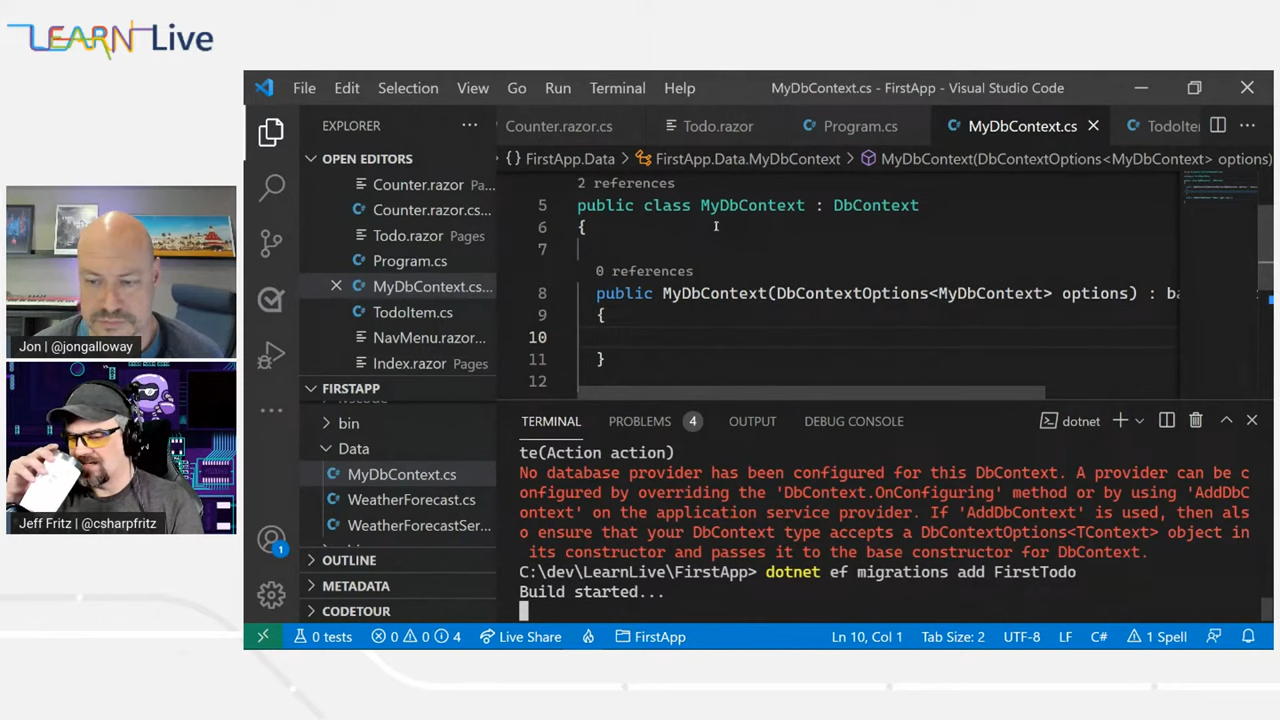 LEARN Live
File Edit Selection View Go Run Terminal Help MyDbContext.cs - FirstApp - Visual Studio Code
EXPLORER
Counter.razor.cs Todo.razor Program.cs MyDbContext.cs TodoIte
OPEN EDITORS
{} FirstApp.Data > FirstApp.Data.MyDbContext > MyDbContext(DbContextOptions<MyDbContext> options)
Counter.razor Pa...
Counter.razor.cs...
Todo.razor Pages
Program.cs
MyDbContext.cs...
TodoItem.cs
NavMenu.razor...
Index.razor Pages
FIRSTAPP
.vscode
bin
Data
MyDbContext.cs
WeatherForecast.cs
WeatherForecastSer...
OUTLINE
METADATA
CODETOUR
2 references
5 public class MyDbContext : DbContext
6 {
7
0 references
8 public MyDbContext(DbContextOptions<MyDbContext> options) : ba
9 {
10
11 }
12
TERMINAL PROBLEMS 4 OUTPUT DEBUG CONSOLE dotnet
te(Action action)
No database provider has been configured for this DbContext. A provider can be c
onfigured by overriding the 'DbContext.OnConfiguring' method or by using 'AddDbC
ontext' on the application service provider. If 'AddDbContext' is used, then als
o ensure that your DbContext type accepts a DbContextOptions<TContext> object in
its constructor and passes it to the base constructor for DbContext.
C:\dev\LearnLive\FirstApp> dotnet ef migrations add FirstTodo
Build started...
1
0 tests 0 0 4 Live Share FirstApp Ln 10, Col 1 Tab Size: 2 UTF-8 LF C# 1 Spell
Jon | @jongalloway
Jeff Fritz | @csharpfritz